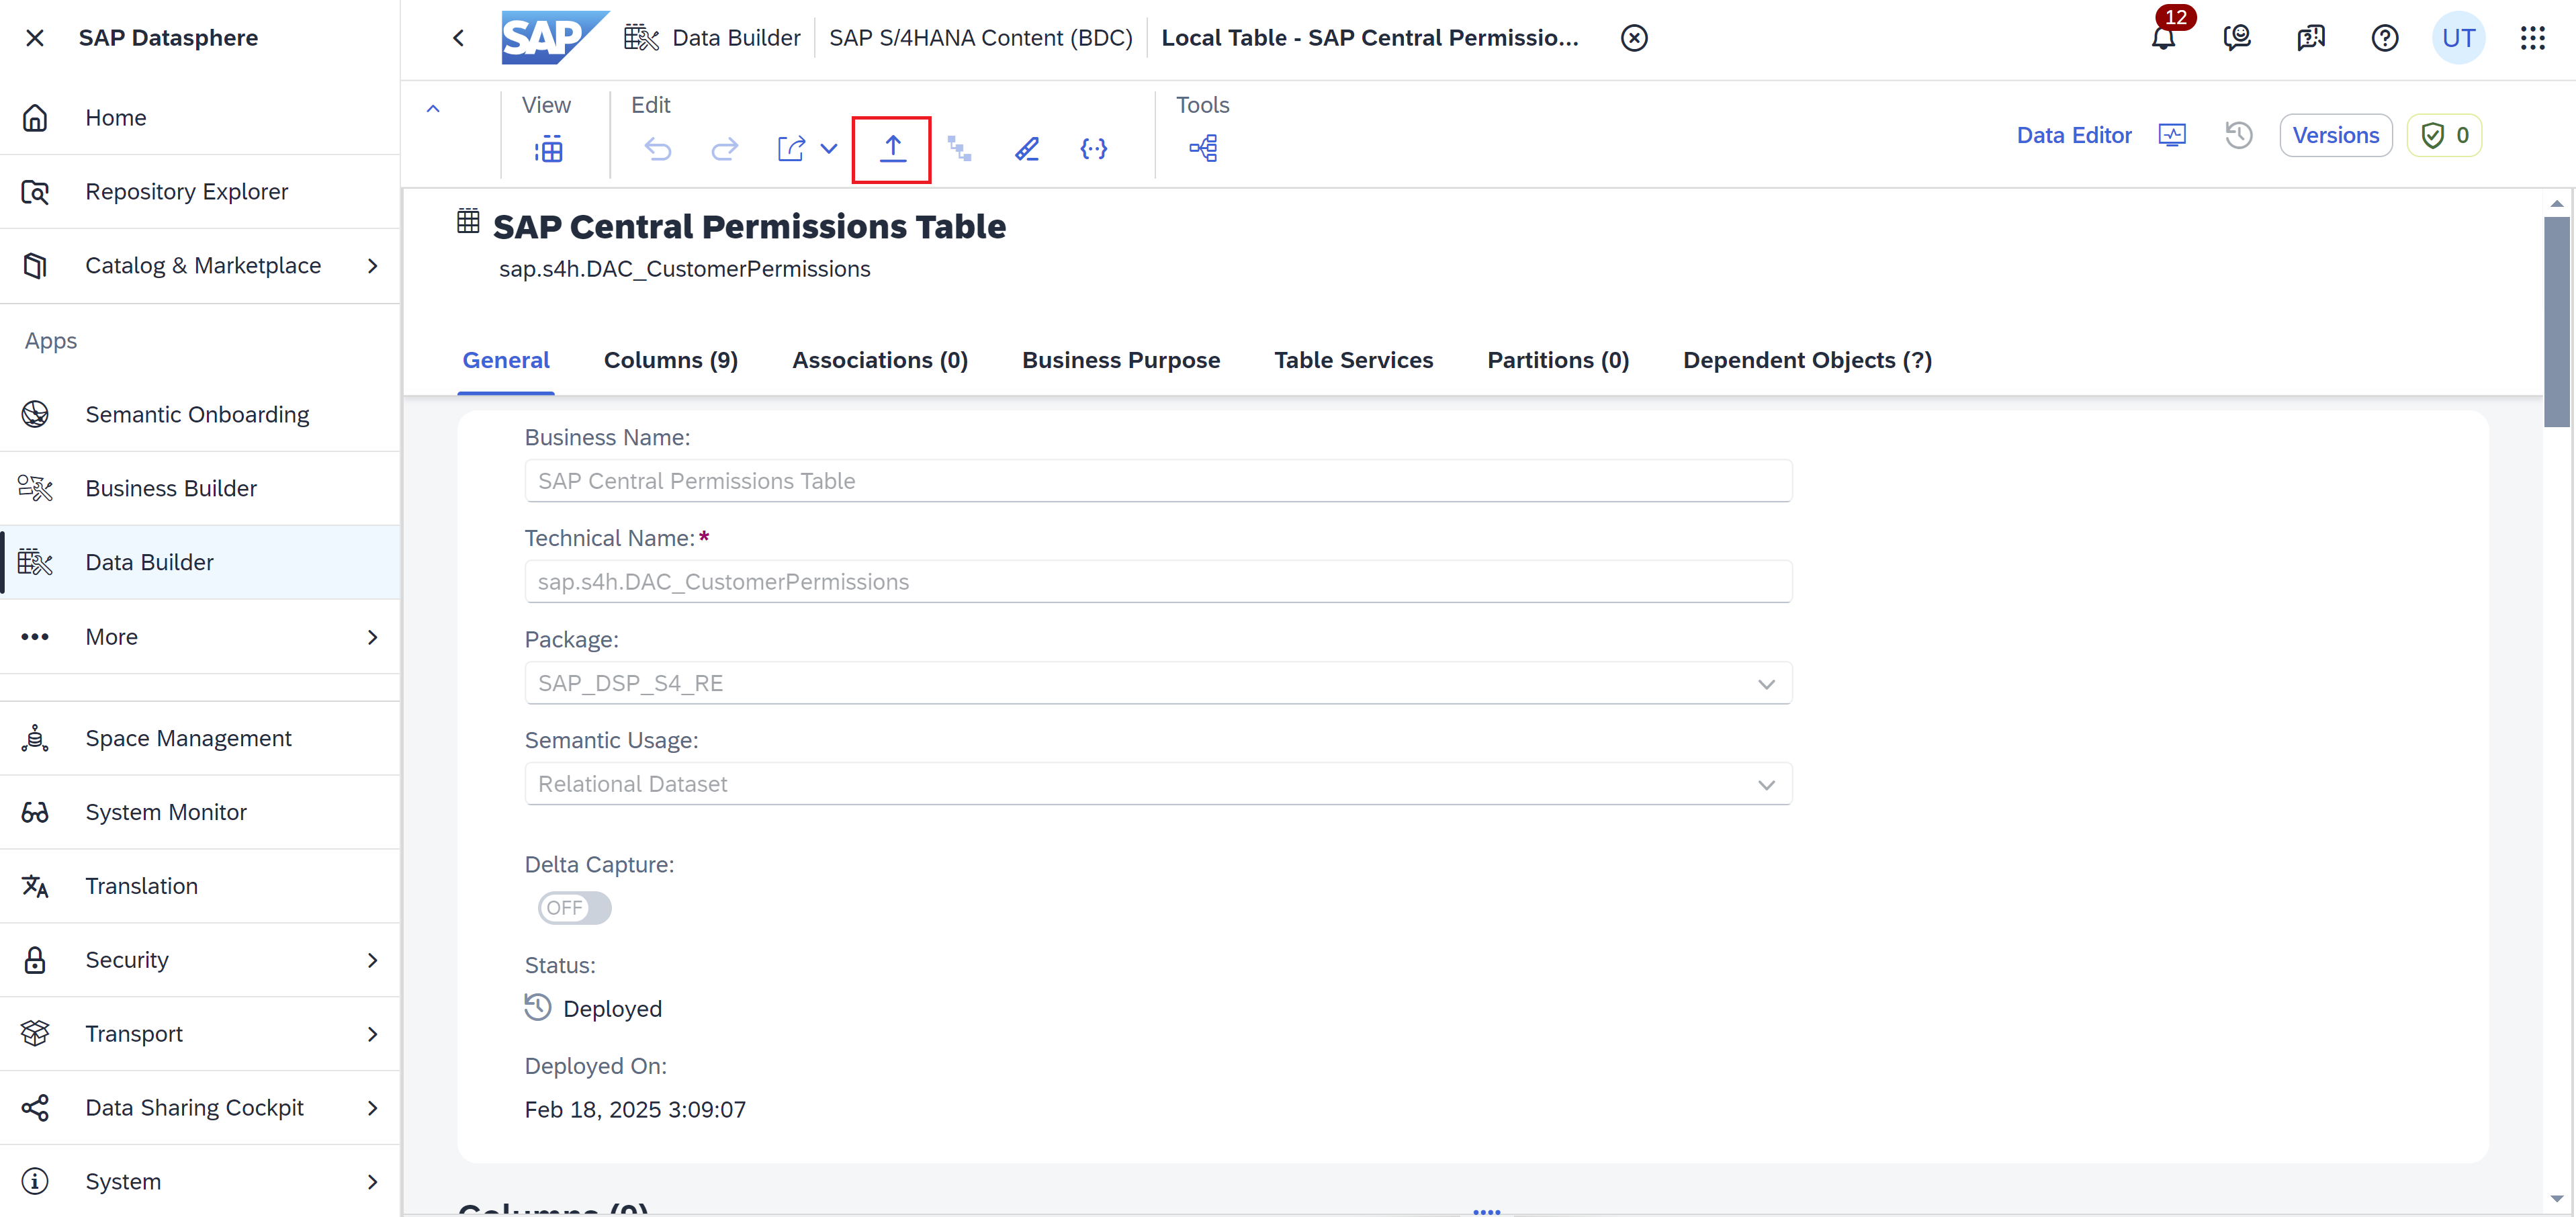 SAP Datasphere
Home
Repository Explorer
Catalog & Marketplace
Apps
Semantic Onboarding
Business Builder
Data Builder
More
Space Management
System Monitor
Translation
Security
Transport
Data Sharing Cockpit
System
SAP Data Builder SAP S/4HANA Content (BDC) Local Table - SAP Central Permissio... 12 UT
View Edit Tools
Data Editor Versions 0
SAP Central Permissions Table
sap.s4h.DAC_CustomerPermissions
General Columns (9) Associations (0) Business Purpose Table Services Partitions (0) Dependent Objects (?)
Business Name:
SAP Central Permissions Table
Technical Name:*
sap.s4h.DAC_CustomerPermissions
Package:
SAP_DSP_S4_RE
Semantic Usage:
Relational Dataset
Delta Capture:
OFF
Status:
Deployed
Deployed On:
Feb 18, 2025 3:09:07
Columns (9)